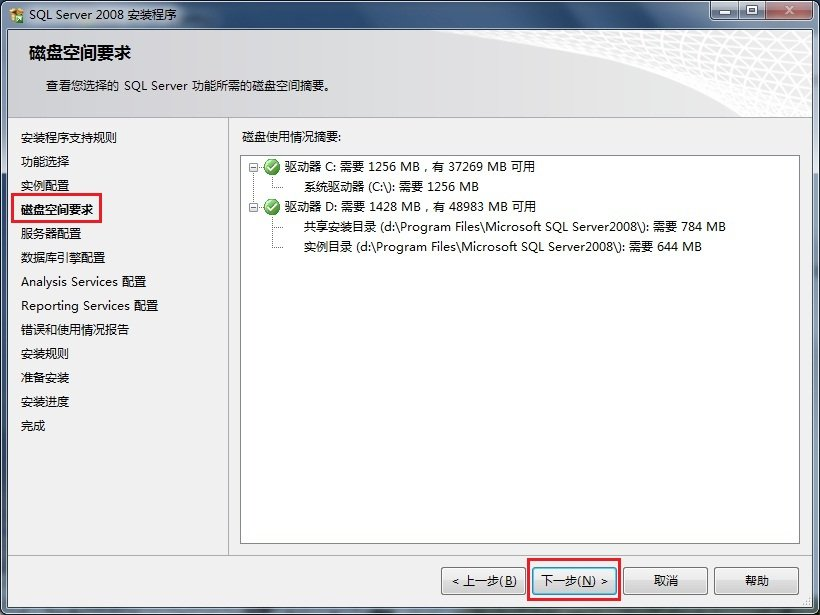 SQL Server 2008 安装程序
磁盘空间要求
查看您选择的 SQL Server 功能所需的磁盘空间摘要。
安装程序支持规则
功能选择
实例配置
磁盘空间要求
服务器配置
数据库引擎配置
Analysis Services 配置
Reporting Services 配置
错误和使用情况报告
安装规则
准备安装
安装进度
完成
磁盘使用情况摘要:
驱动器 C: 需要 1256 MB，有 37269 MB 可用
系统驱动器 (C:\): 需要 1256 MB
驱动器 D: 需要 1428 MB，有 48983 MB 可用
共享安装目录 (d:\Program Files\Microsoft SQL Server2008\): 需要 784 MB
实例目录 (d:\Program Files\Microsoft SQL Server2008\): 需要 644 MB
< 上一步(B) 下一步(N) > 取消 帮助